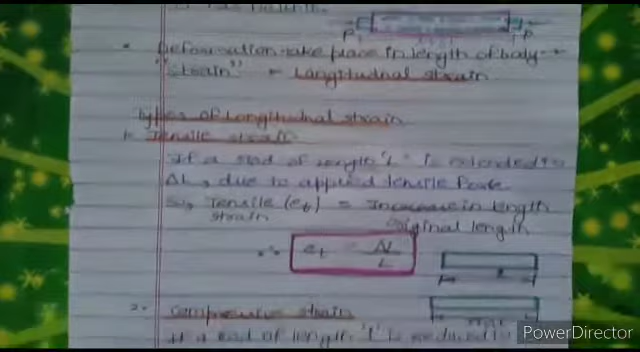 P P
• Deformation take place in length of body
"strain" ← Longitudnal strain
Types of Longitudnal strain
1. Tensile strain
If a rod of length 'L' is extended to
ΔL, due to applied tensile force
So, Tensile (et) = Increase in length
strain original length
∴ et = ΔL
L
2. Compressive strain
If a rod of length 'L' is reduced to
PowerDirector